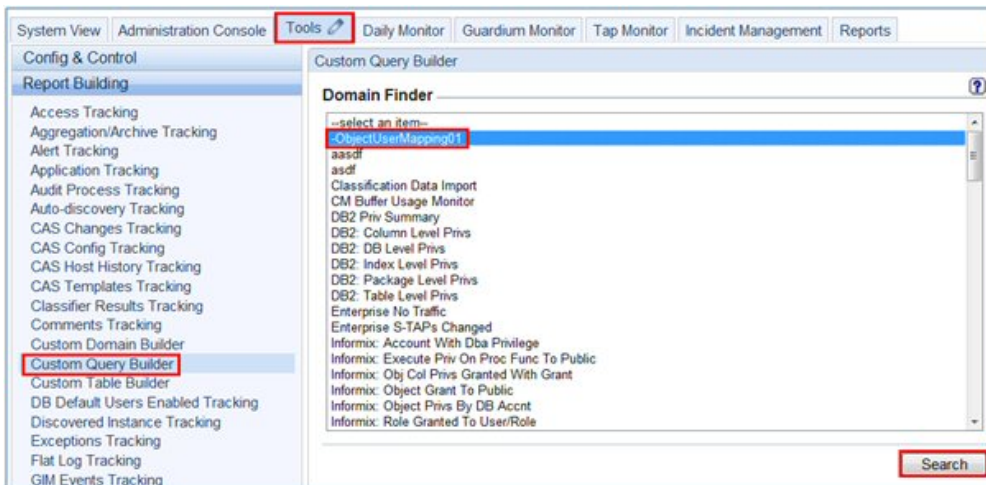 System View Administration Console Tools Daily Monitor Guardium Monitor Tap Monitor Incident Management Reports
Config & Control
Report Building
Access Tracking
Aggregation/Archive Tracking
Alert Tracking
Application Tracking
Audit Process Tracking
Auto-discovery Tracking
CAS Changes Tracking
CAS Config Tracking
CAS Host History Tracking
CAS Templates Tracking
Classifier Results Tracking
Comments Tracking
Custom Domain Builder
Custom Query Builder
Custom Table Builder
DB Default Users Enabled Tracking
Discovered Instance Tracking
Exceptions Tracking
Flat Log Tracking
GIM Events Tracking
Custom Query Builder
?
Domain Finder
--select an item--
-ObjectUserMapping01
aasdf
asdf
Classification Data Import
CM Buffer Usage Monitor
DB2 Priv Summary
DB2: Column Level Privs
DB2: DB Level Privs
DB2: Index Level Privs
DB2: Package Level Privs
DB2: Table Level Privs
Enterprise No Traffic
Enterprise S-TAPs Changed
Informix: Account With Dba Privilege
Informix: Execute Priv On Proc Func To Public
Informix: Obj Col Privs Granted With Grant
Informix: Object Grant To Public
Informix: Object Privs By DB Accnt
Informix: Role Granted To User/Role
Search